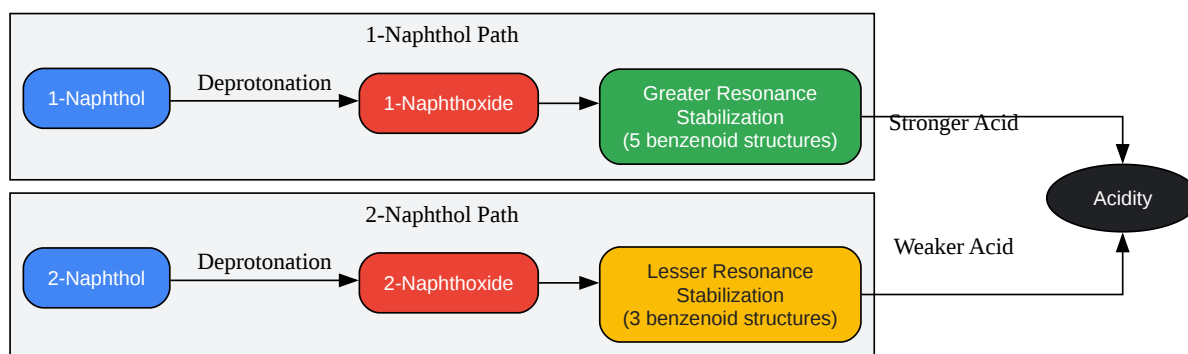 1-Naphthol Path
1-Naphthol
Deprotonation
1-Naphthoxide
Greater Resonance
Stabilization
(5 benzenoid structures)
Stronger Acid
2-Naphthol Path
2-Naphthol
Deprotonation
2-Naphthoxide
Lesser Resonance
Stabilization
(3 benzenoid structures)
Weaker Acid
Acidity